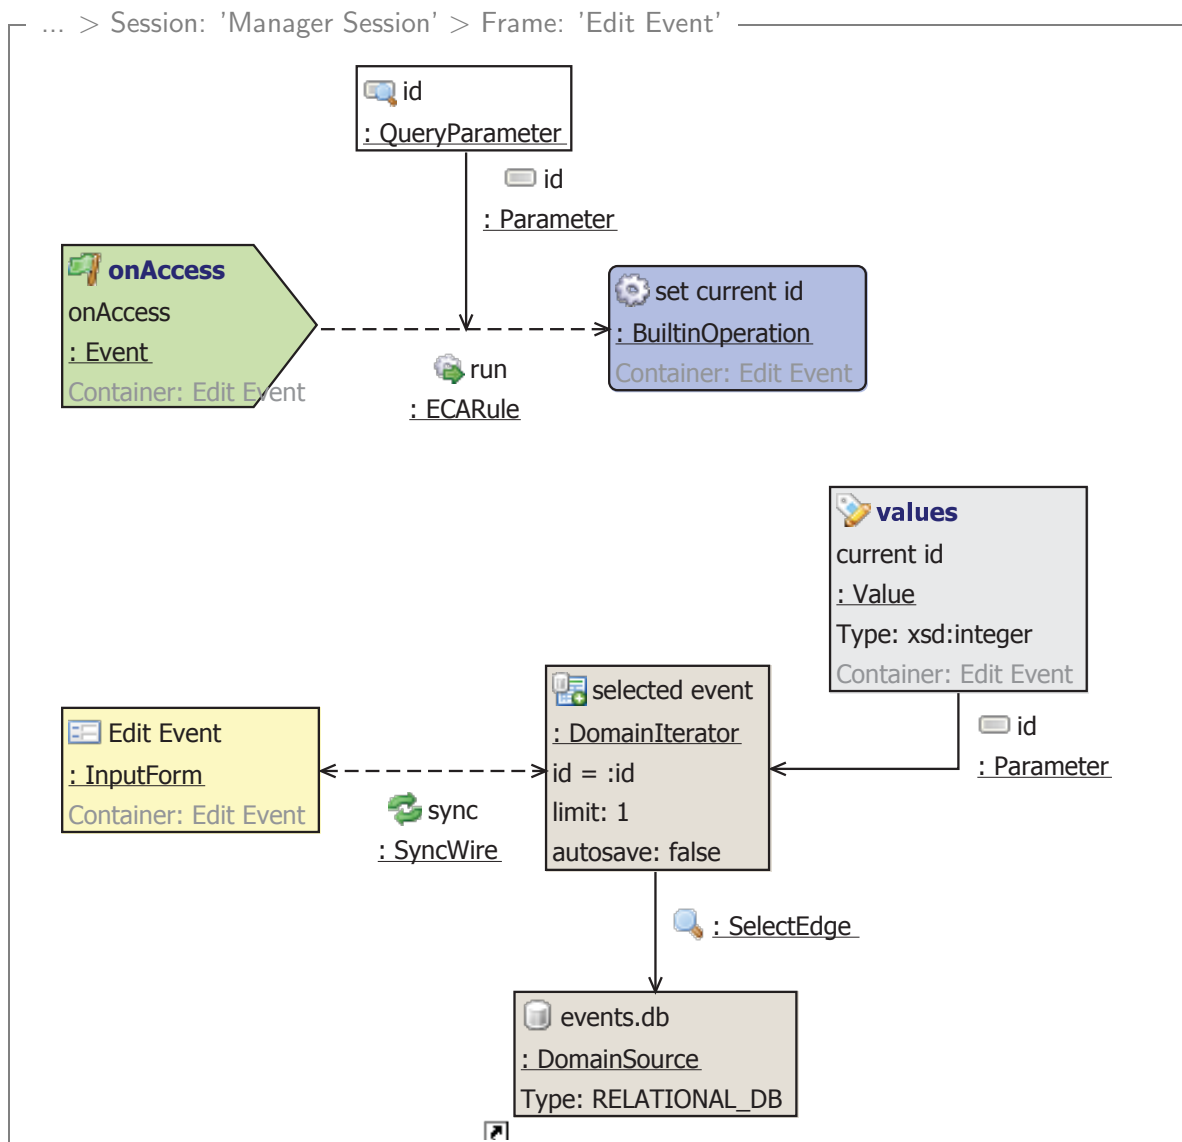 ... > Session: 'Manager Session' > Frame: 'Edit Event'
id
: QueryParameter
id
: Parameter
onAccess
onAccess
: Event
Container: Edit Event
set current id
: BuiltinOperation
Container: Edit Event
run
: ECARule
values
current id
: Value
Type: xsd:integer
Container: Edit Event
id
: Parameter
selected event
: DomainIterator
id = :id
limit: 1
autosave: false
Edit Event
: InputForm
Container: Edit Event
sync
: SyncWire
: SelectEdge
events.db
: DomainSource
Type: RELATIONAL_DB